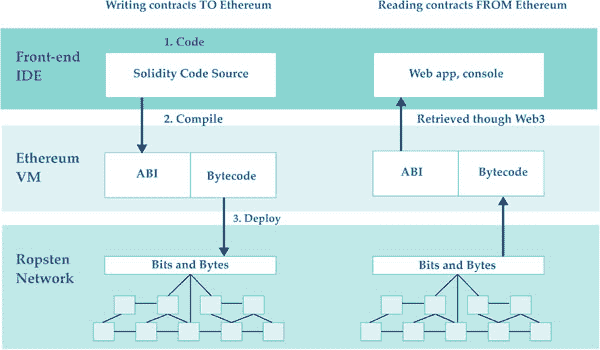 Writing contracts TO Ethereum
Reading contracts FROM Ethereum
Front-end
IDE
1. Code
Solidity Code Source
Web app, console
2. Compile
Retrieved though Web3
Ethereum
VM
ABI
Bytecode
ABI
Bytecode
3. Deploy
Ropsten
Network
Bits and Bytes
Bits and Bytes